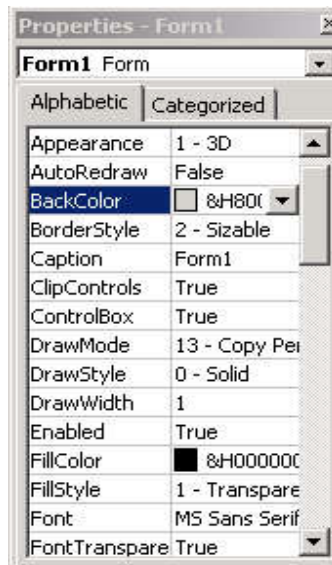 Properties - Form1
Form1 Form
Alphabetic Categorized
Appearance 1 - 3D
AutoRedraw False
BackColor &H80(
BorderStyle 2 - Sizable
Caption Form1
ClipControls True
ControlBox True
DrawMode 13 - Copy Per
DrawStyle 0 - Solid
DrawWidth 1
Enabled True
FillColor &H000000
FillStyle 1 - Transpare
Font MS Sans Serif
FontTranspare True